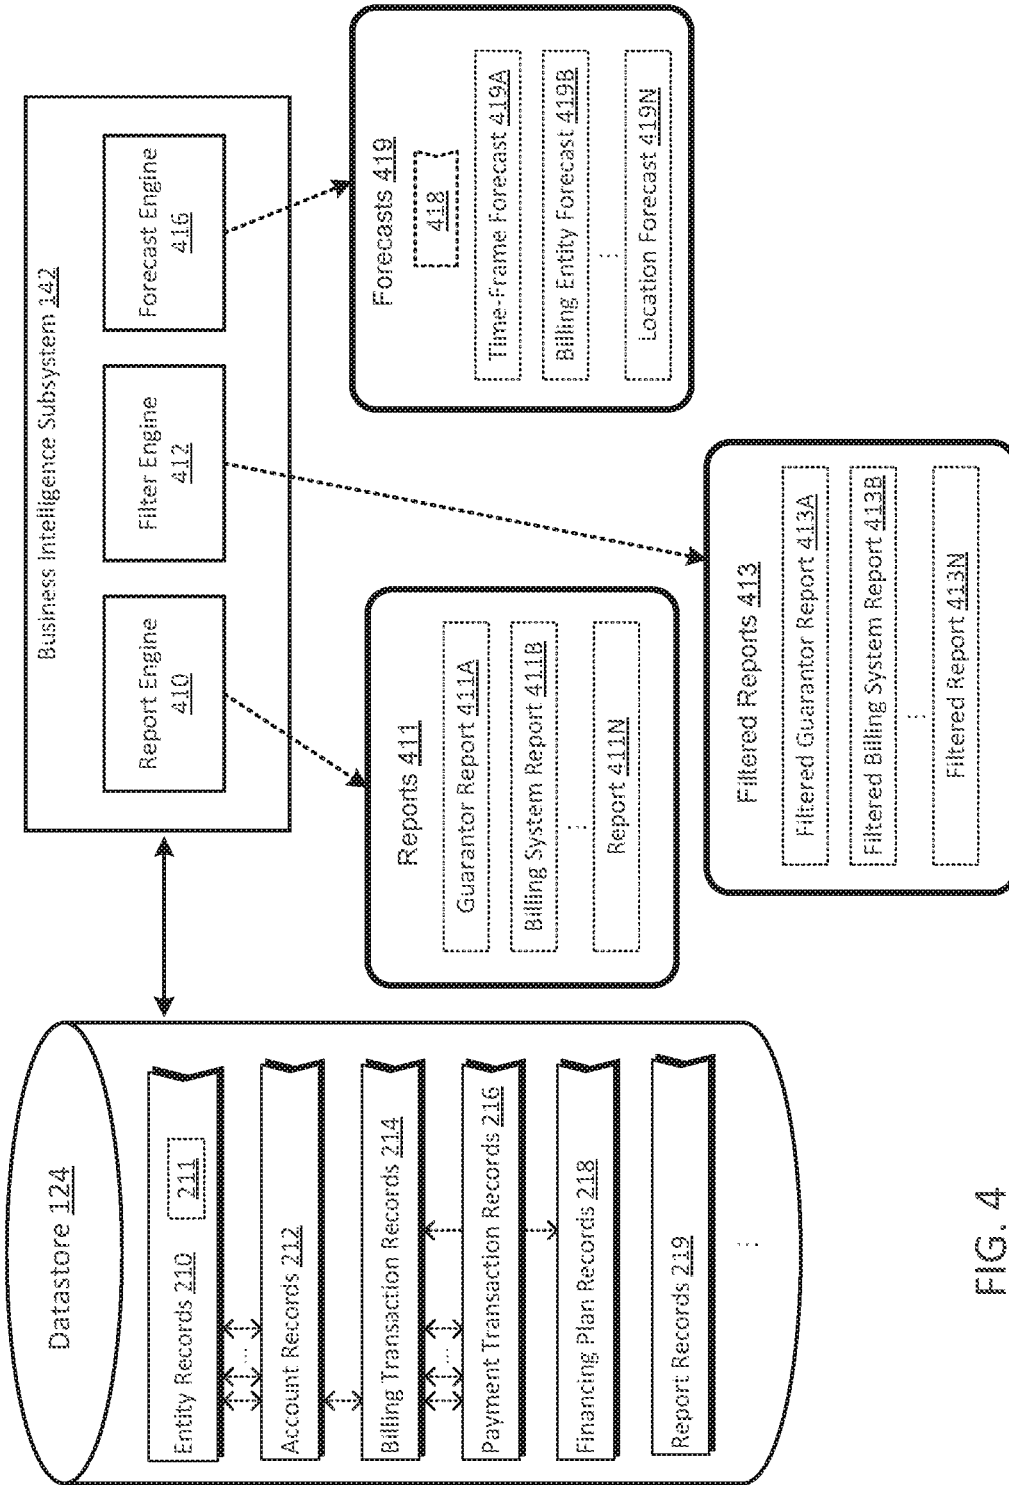 Datastore 124
Entity Records 210
211
...
Account Records 212
Billing Transaction Records 214
...
Payment Transaction Records 216
Financing Plan Records 218
Report Records 219
...
Business Intelligence Subsystem 142
Report Engine
410
Filter Engine
412
Forecast Engine
416
Reports 411
Guarantor Report 411A
Billing System Report 411B
...
Report 411N
Filtered Reports 413
Filtered Guarantor Report 413A
Filtered Billing System Report 413B
...
Filtered Report 413N
Forecasts 419
418
Time-Frame Forecast 419A
Billing Entity Forecast 419B
...
Location Forecast 419N
FIG. 4